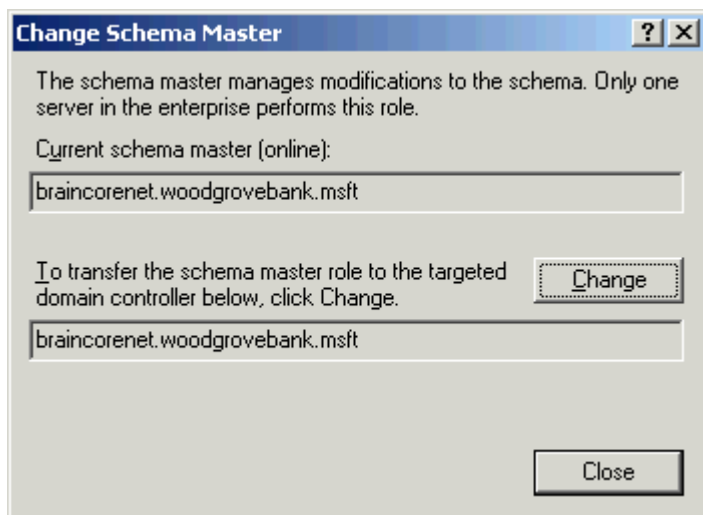 Change Schema Master
The schema master manages modifications to the schema. Only one
server in the enterprise performs this role.
Current schema master (online):
braincorenet.woodgrovebank.msft
To transfer the schema master role to the targeted
domain controller below, click Change.
Change
braincorenet.woodgrovebank.msft
Close